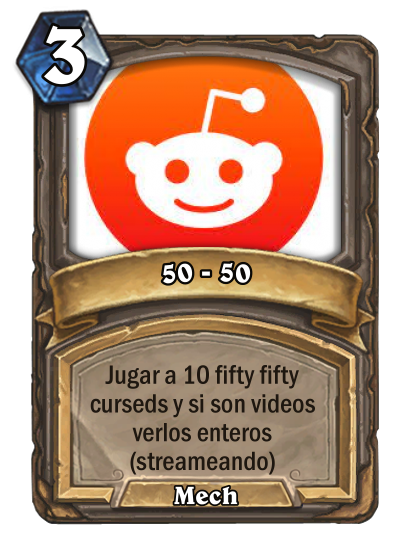 3
50 - 50
Jugar a 10 fifty fifty
curseds y si son videos
verlos enteros
(streameando)
Mech